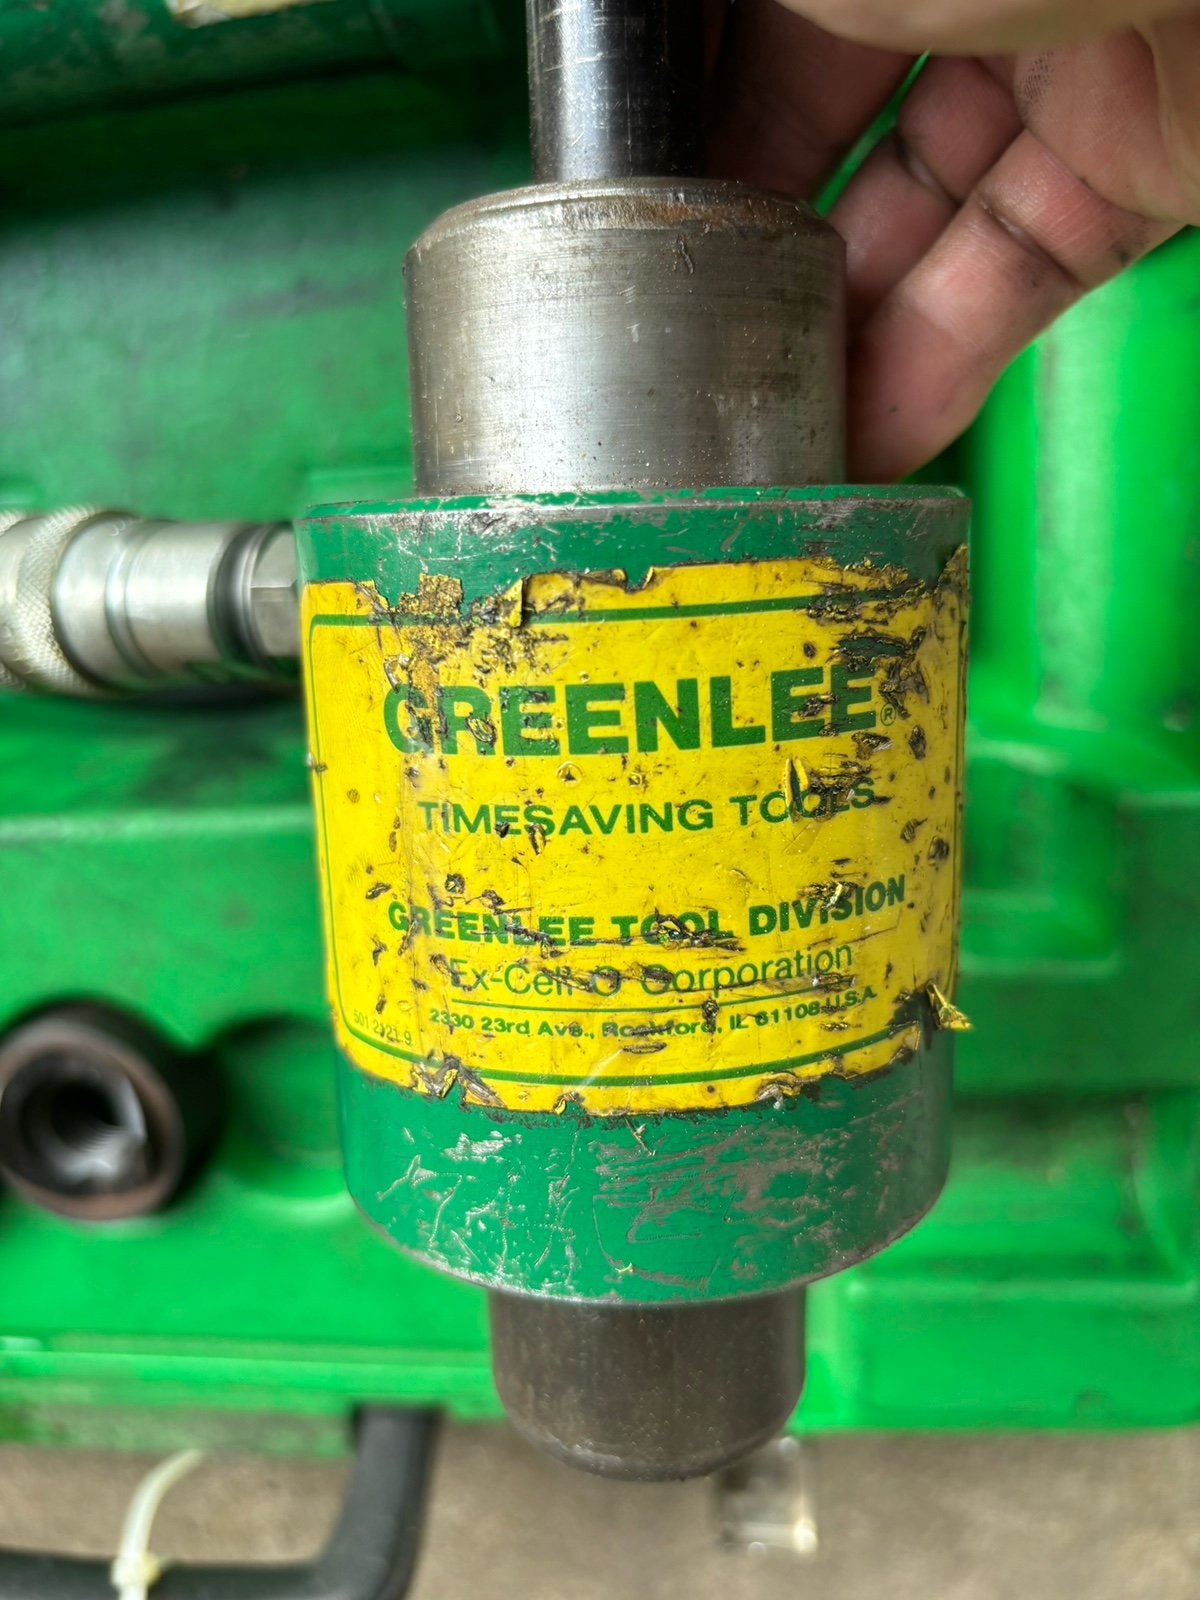 GREENLEE®
TIMESAVING TOOLS
GREENLEE TOOL DIVISION
Ex-Cell-O Corporation
2330 23rd Ave., Rockford, IL 61108 U.S.A.